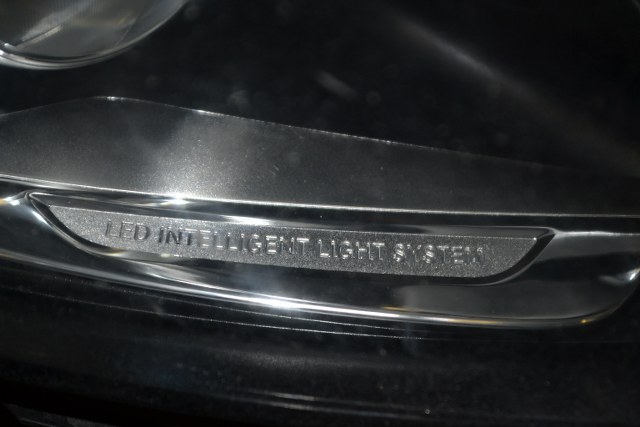 LED INTELLIGENT LIGHT SYSTEM